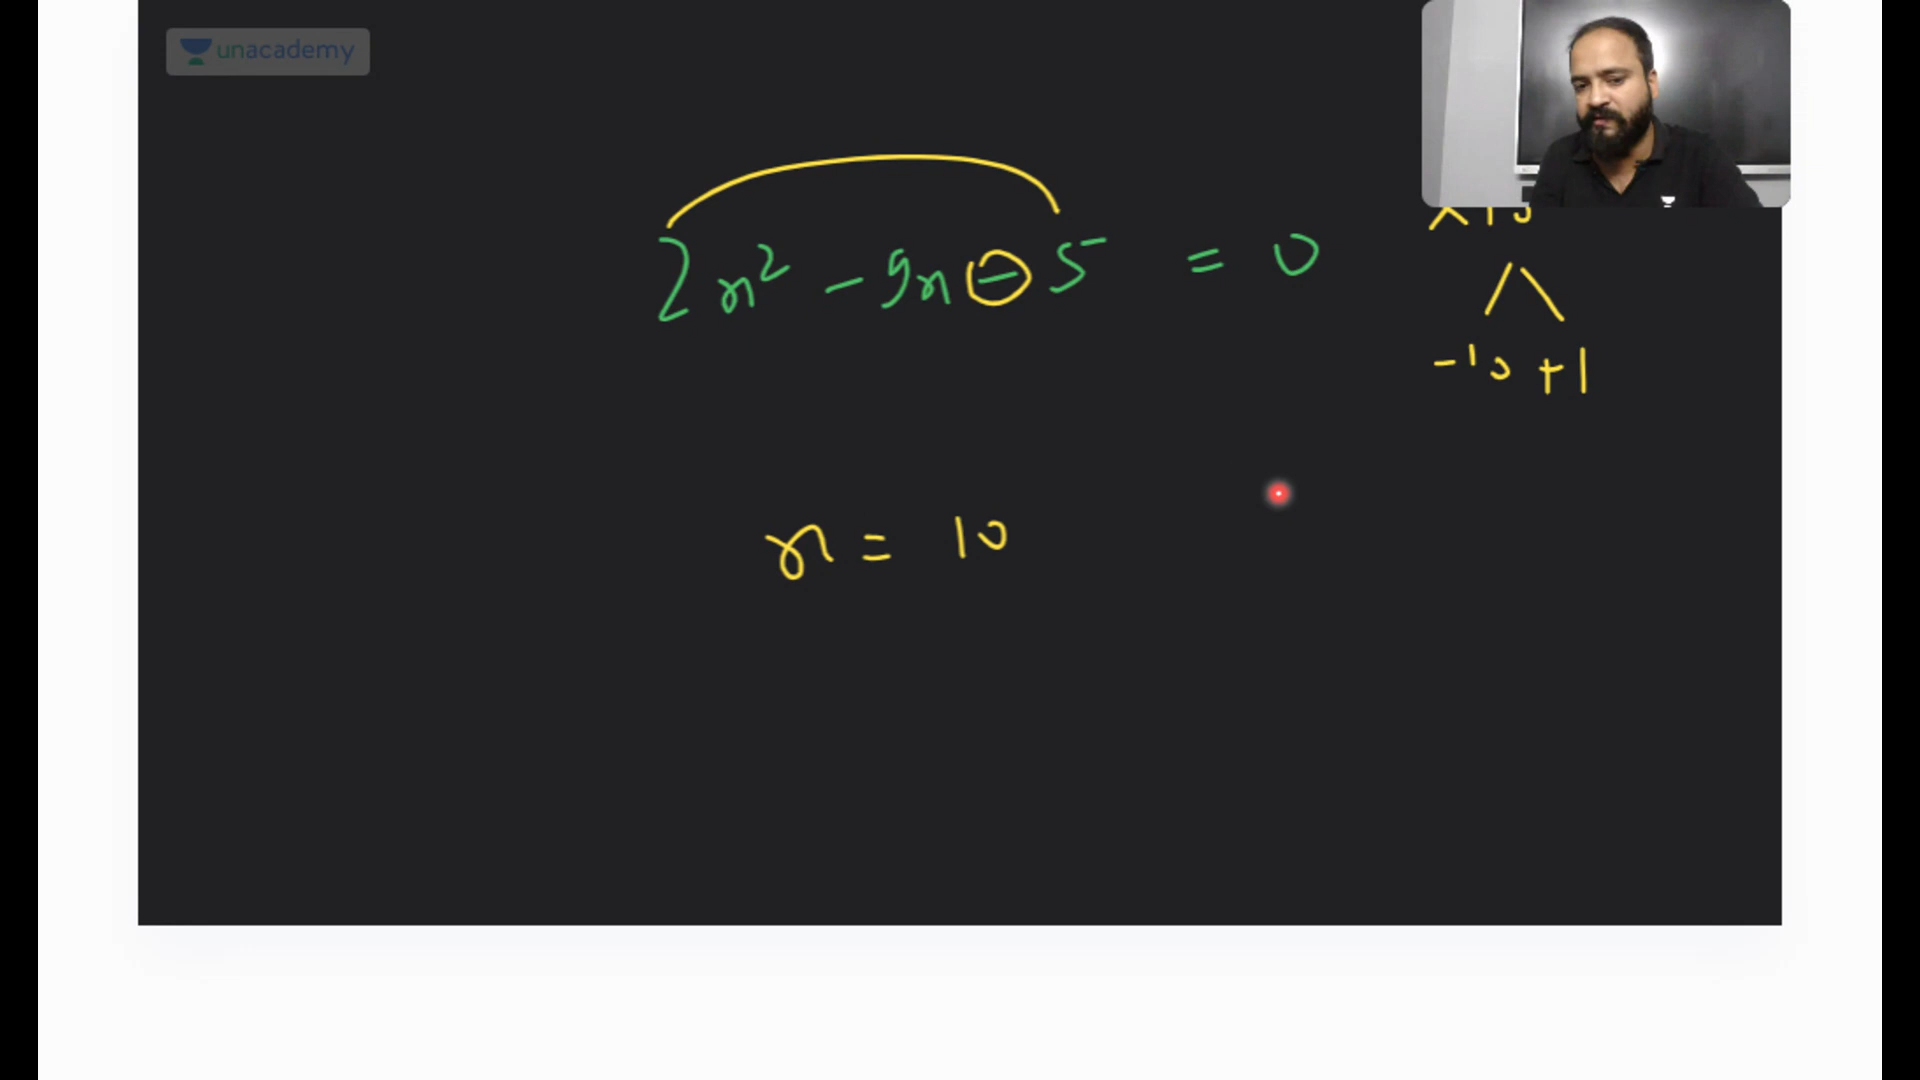 unacademy
2x² - 9x - 5 = 0
-10 +1
x = 10